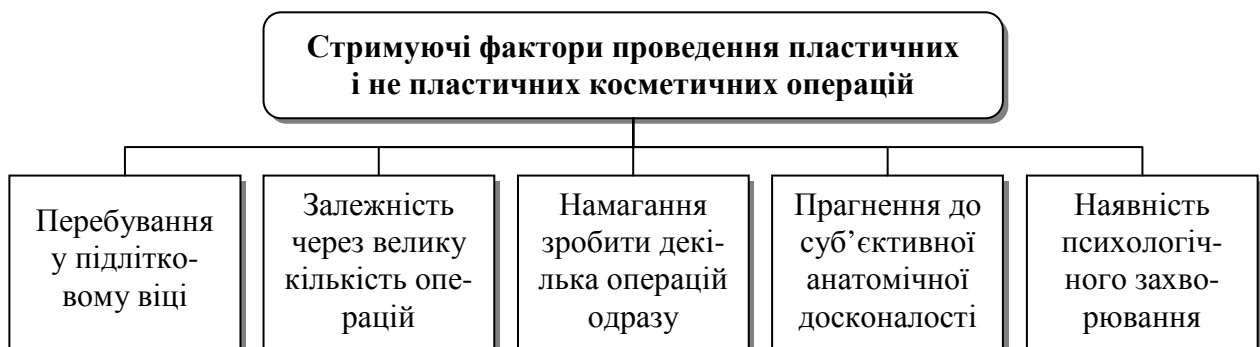 Стримуючі фактори проведення пластичних
і не пластичних косметичних операцій
Перебування
у підлітко-
вому віці
Залежність
через велику
кількість опе-
рацій
Намагання
зробити декі-
лька операцій
одразу
Прагнення до
суб’єктивної
анатомічної
досконалості
Наявність
психологіч-
ного захво-
рювання